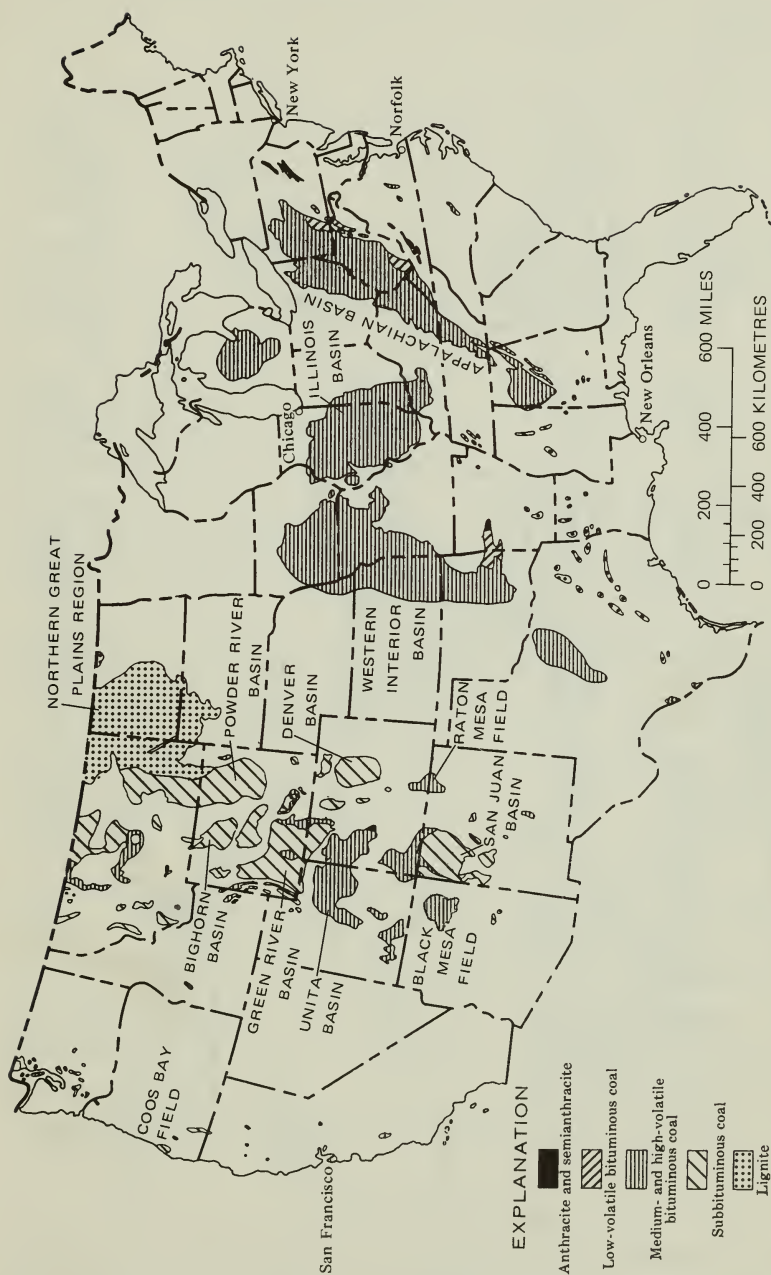 NORTHERN GREAT
PLAINS REGION
POWDER RIVER
BASIN
DENVER
BASIN
WESTERN
INTERIOR
BASIN
RATON
MESA
FIELD
SAN JUAN
BASIN
BIGHORN
BASIN
GREEN RIVER
BASIN
UNITA
BASIN
BLACK
MESA
FIELD
COOS BAY
FIELD
San Francisco
Chicago
ILLINOIS
BASIN
APPALACHIAN BASIN
New York
Norfolk
New Orleans
0 200 400 600 MILES
0 200 400 600 KILOMETRES
EXPLANATION
Anthracite and semianthracite
Low-volatile bituminous coal
Medium- and high-volatile
bituminous coal
Subbituminous coal
Lignite